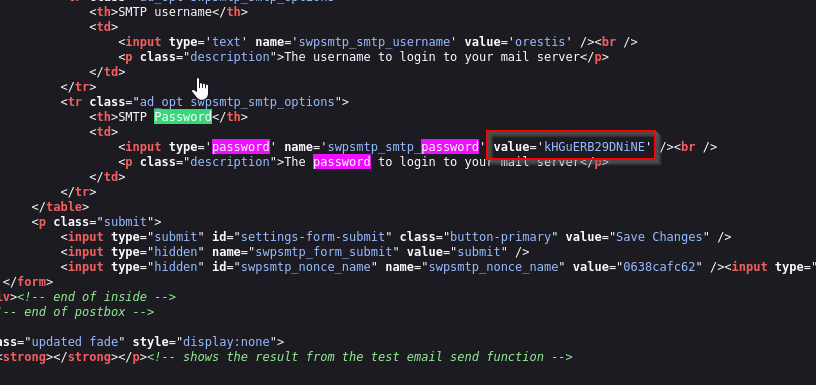 <th>SMTP username</th>
<td>
<input type='text' name='swpsmtp_smtp_username' value='orestis' /><br />
<p class="description">The username to login to your mail server</p>
</td>
</tr>
<tr class="ad_opt swpsmtp_smtp_options">
<th>SMTP Password</th>
<td>
<input type='password' name='swpsmtp_smtp_password' value='kHGuERB29DNiNE' /><br />
<p class="description">The password to login to your mail server</p>
</td>
</tr>
</table>
<p class="submit">
<input type="submit" id="settings-form-submit" class="button-primary" value="Save Changes" />
<input type="hidden" name="swpsmtp_form_submit" value="submit" />
<input type="hidden" id="swpsmtp_nonce_name" name="swpsmtp_nonce_name" value="0638cafc62" /><input type="
</form>
iv><!-- end of inside -->
-- end of postbox -->
ass="updated fade" style="display:none">
<strong></strong></p><!-- shows the result from the test email send function -->